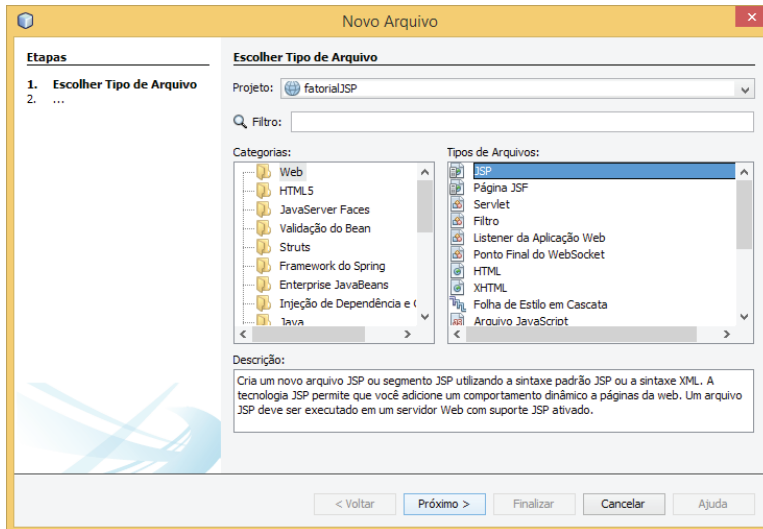 Novo Arquivo
Etapas
1. Escolher Tipo de Arquivo
2. ...
Escolher Tipo de Arquivo
Projeto: fatorialJSP
Filtro:
Categorias:
Web
HTML5
JavaServer Faces
Validação do Bean
Struts
Framework do Spring
Enterprise JavaBeans
Injeção de Dependência e
Java
Tipos de Arquivos:
JSP
Página JSF
Servlet
Filtro
Listener da Aplicação Web
Ponto Final do WebSocket
HTML
XHTML
Folha de Estilo em Cascata
Arquivo JavaScript
Descrição:
Cria um novo arquivo JSP ou segmento JSP utilizando a sintaxe padrão JSP ou a sintaxe XML. A
tecnologia JSP permite que você adicione um comportamento dinâmico a páginas da web. Um arquivo
JSP deve ser executado em um servidor Web com suporte JSP ativado.
< Voltar
Próximo >
Finalizar
Cancelar
Ajuda